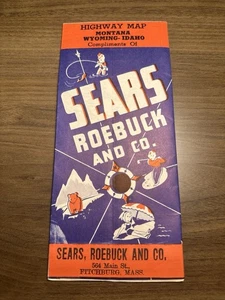 HIGHWAY MAP
MONTANA
WYOMING-IDAHO
Compliments Of
SEARS
ROEBUCK
AND CO.
SEARS, ROEBUCK AND CO.
564 Main St.,
FITCHBURG, MASS.